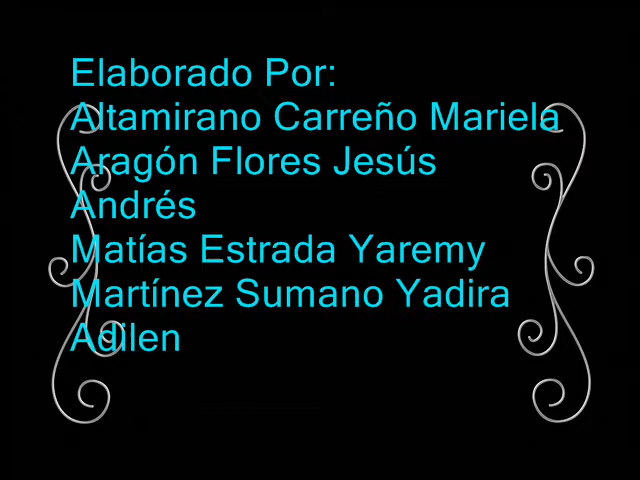 Elaborado Por:
Altamirano Carreño Mariela
Aragón Flores Jesús
Andrés
Matías Estrada Yaremy
Martínez Sumano Yadira
Adilen